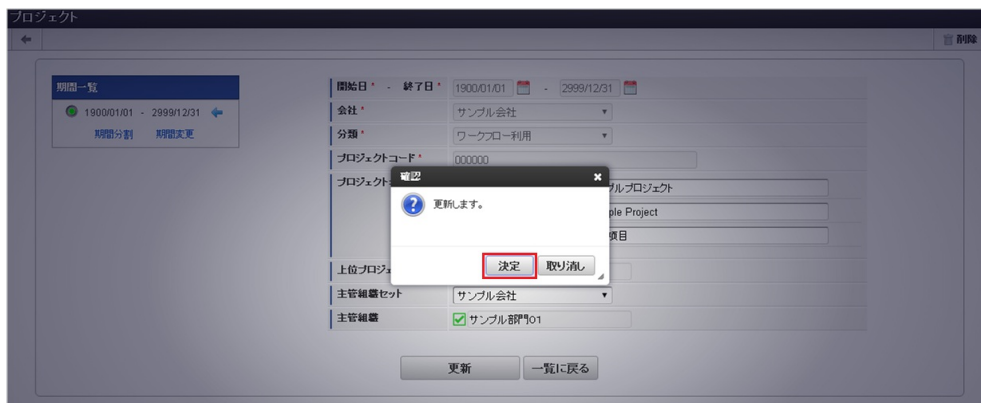 プロジェクト
削除
期間一覧
1900/01/01 - 2999/12/31
期間分割 期間変更
開始日* - 終了日* 1900/01/01 - 2999/12/31
会社* サンプル会社
分類* ワークフロー利用
プロジェクトコード* 000000
プロジェクト
プルプロジェクト
ple Project
項目
確認
更新します。
決定 取り消し
上位プロジェ
主管組織セット サンプル会社
主管組織 サンプル部門01
更新 一覧に戻る